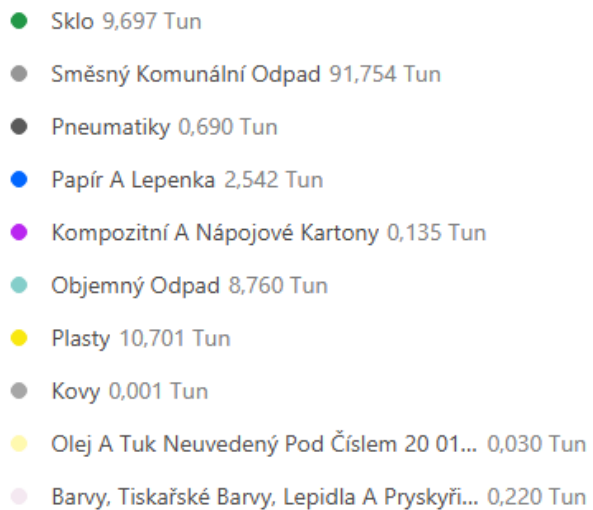 Sklo 9,697 Tun
Směsný Komunální Odpad 91,754 Tun
Pneumatiky 0,690 Tun
Papír A Lepenka 2,542 Tun
Kompozitní A Nápojové Kartony 0,135 Tun
Objemný Odpad 8,760 Tun
Plasty 10,701 Tun
Kovy 0,001 Tun
Olej A Tuk Neuvedený Pod Číslem 20 01... 0,030 Tun
Barvy, Tiskařské Barvy, Lepidla A Pryskyři... 0,220 Tun